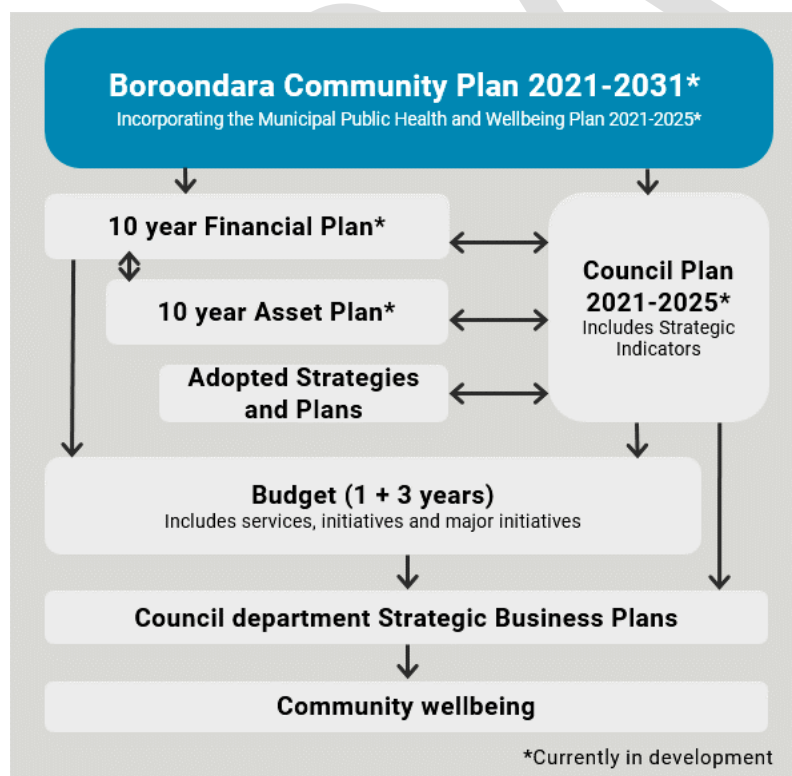 Boroondara Community Plan 2021-2031*
Incorporating the Municipal Public Health and Wellbeing Plan 2021-2025*
10 year Financial Plan*
10 year Asset Plan*
Adopted Strategies
and Plans
Council Plan
2021-2025*
Includes Strategic
Indicators
Budget (1 + 3 years)
Includes services, initiatives and major initiatives
Council department Strategic Business Plans
Community wellbeing
*Currently in development